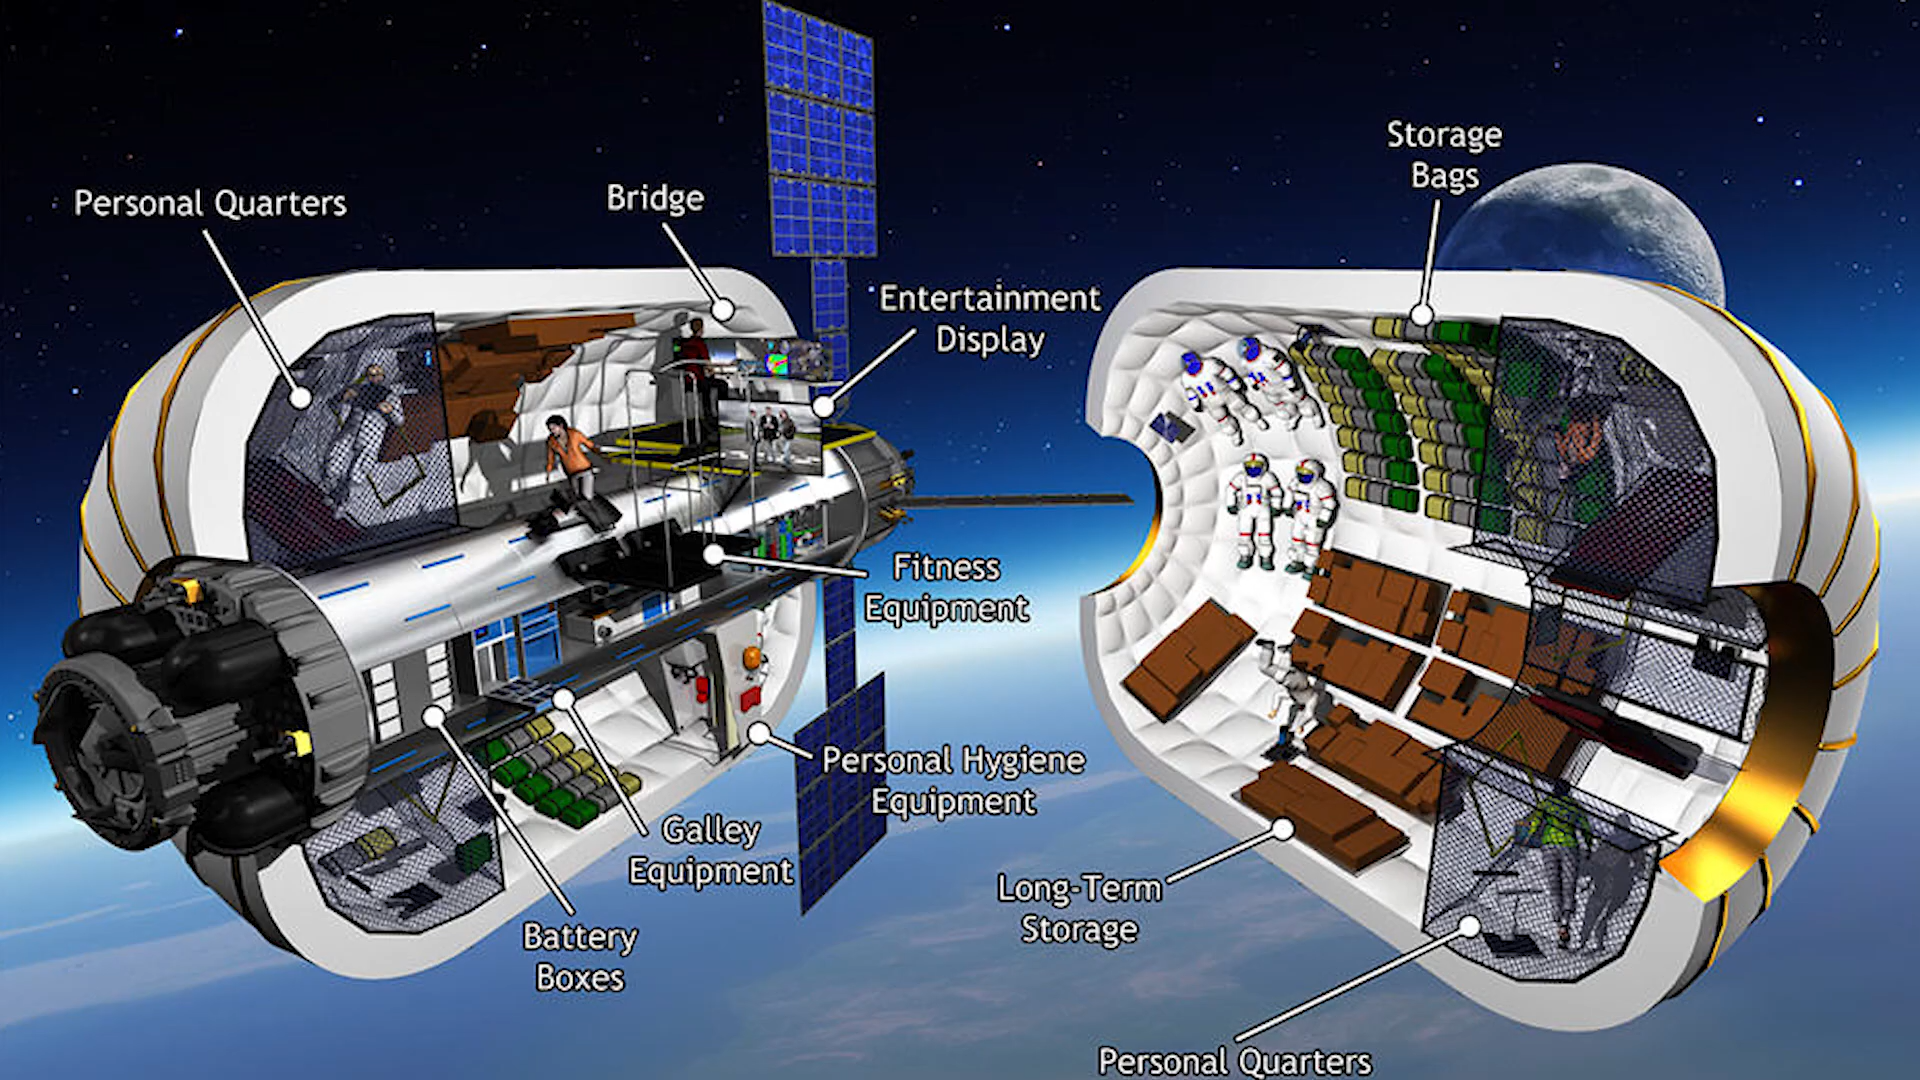 Storage
Bags
Personal Quarters
Bridge
Entertainment
Display
Fitness
Equipment
Personal Hygiene
Equipment
Galley
Equipment
Long-Term
Storage
Battery
Boxes
Personal Quarters